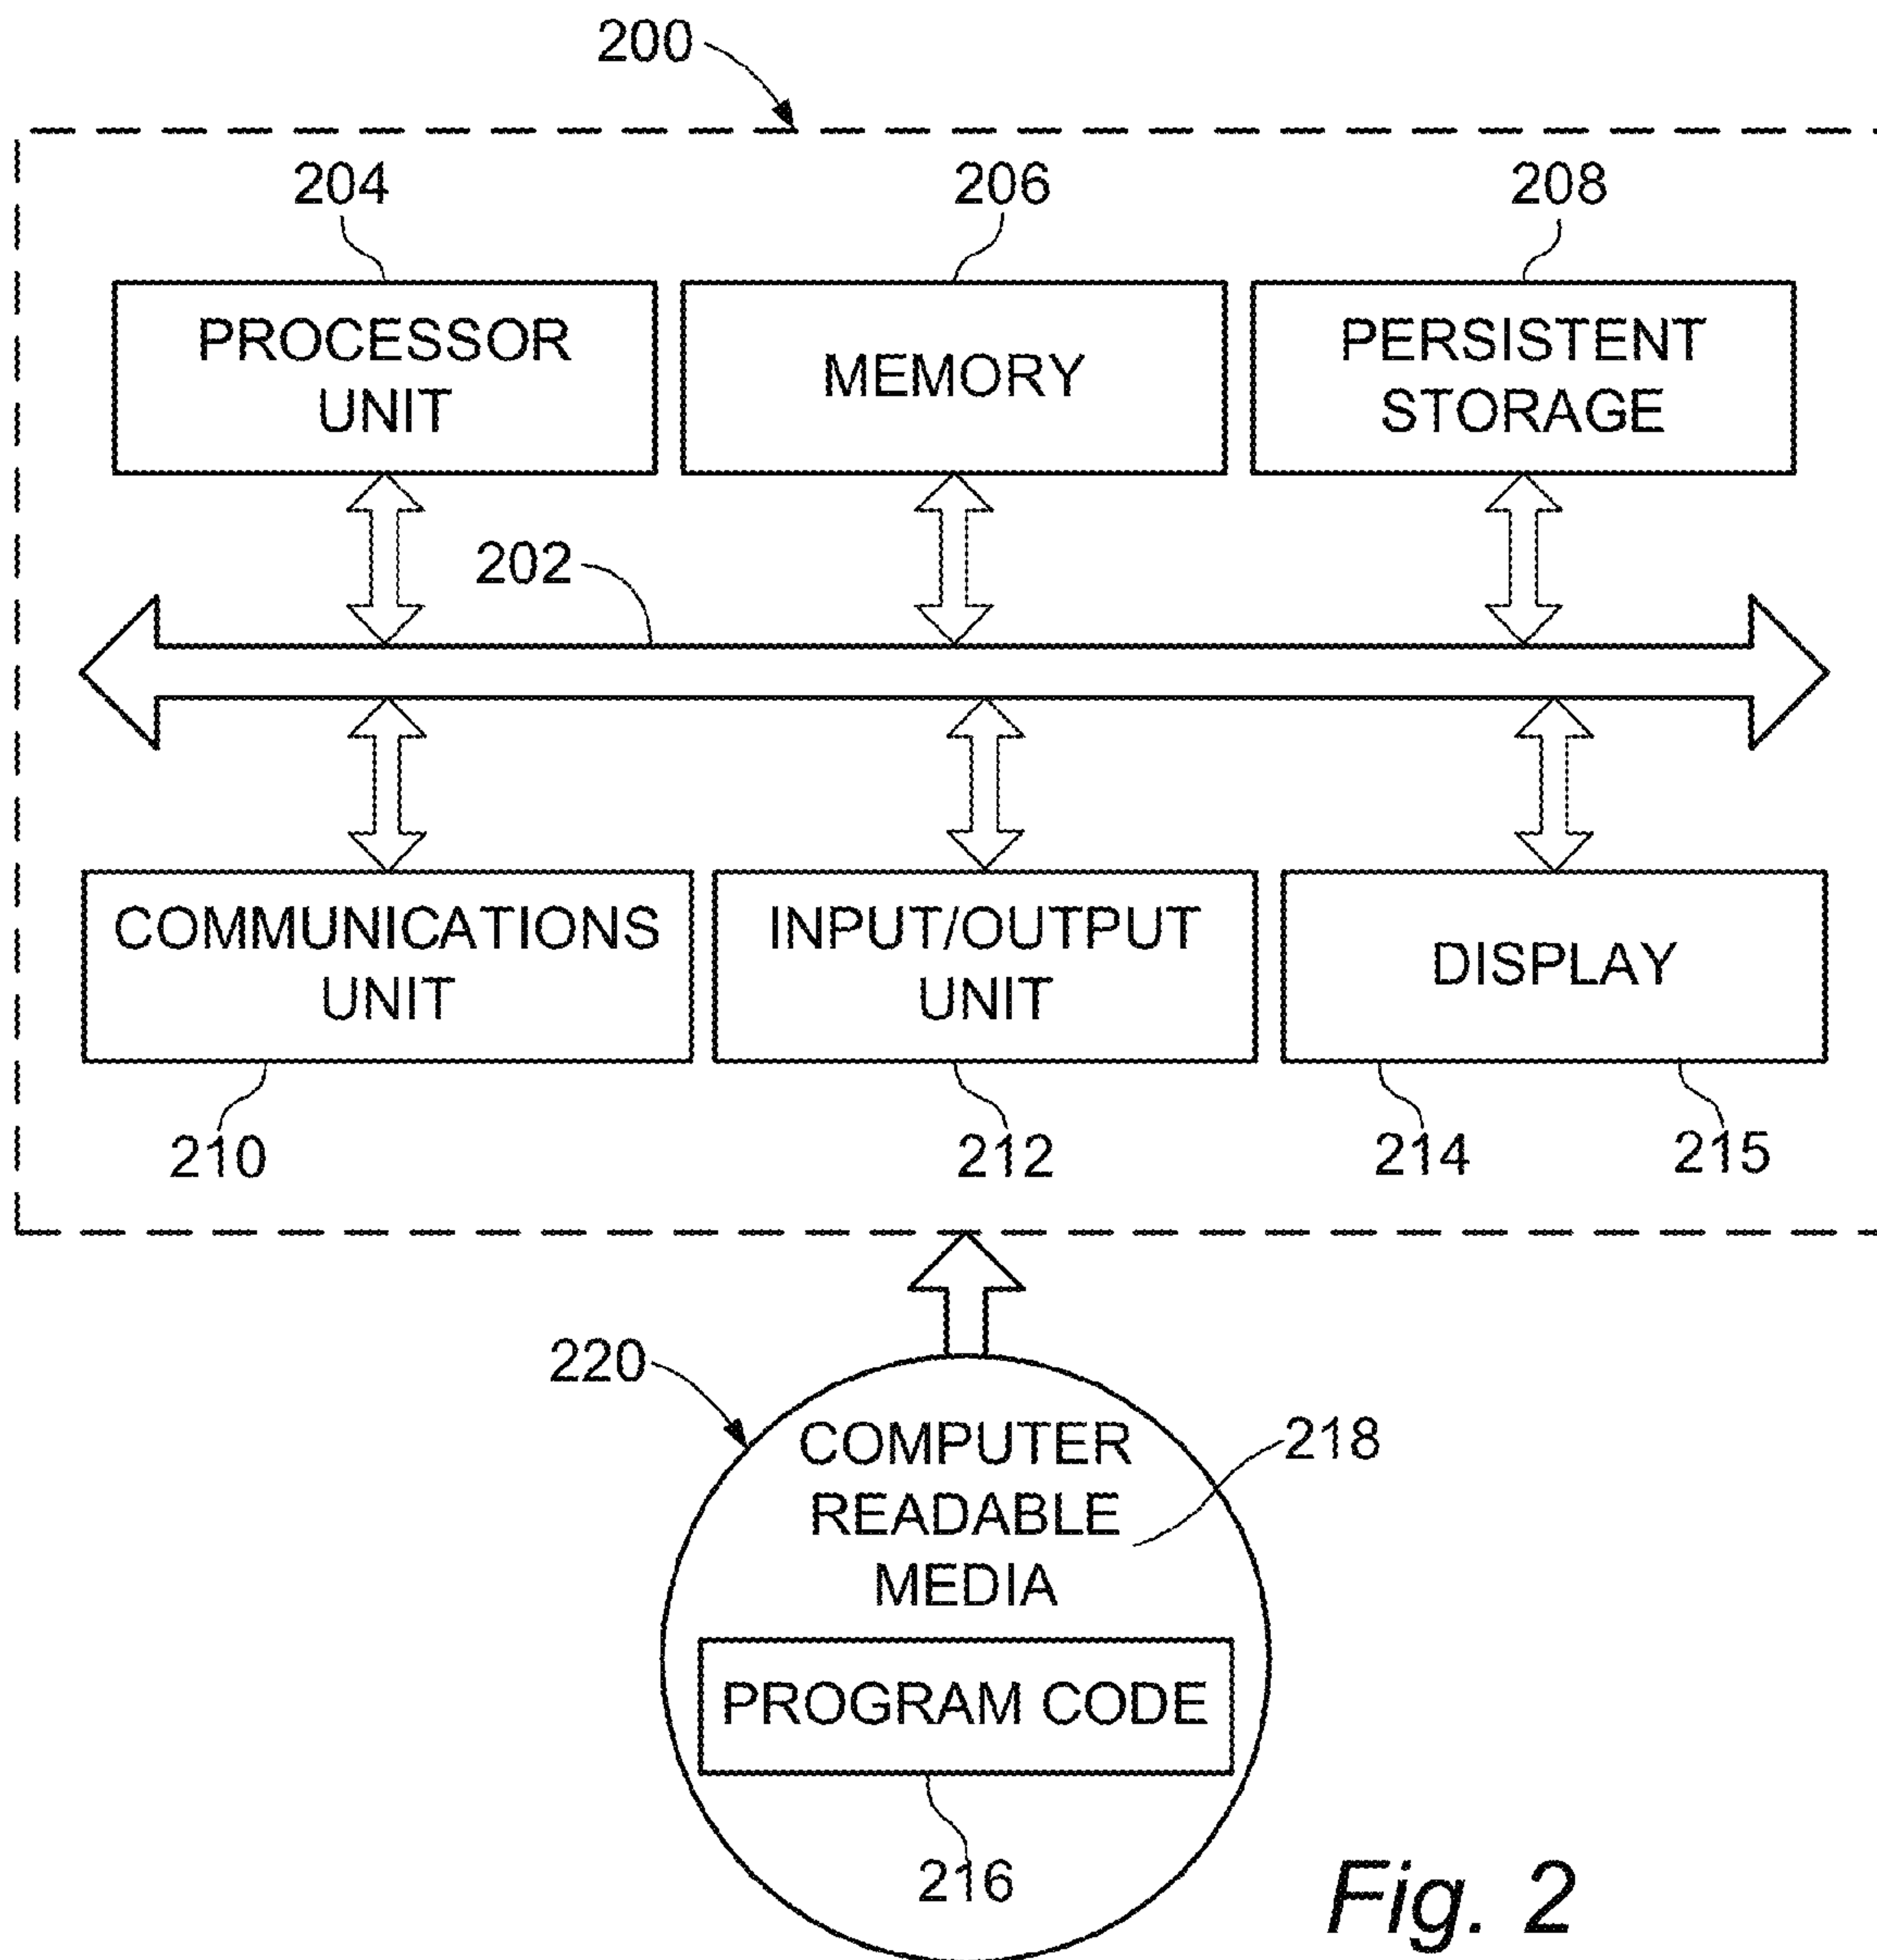 200
204
206
208
PROCESSOR
UNIT
MEMORY
PERSISTENT
STORAGE
202
COMMUNICATIONS
UNIT
INPUT/OUTPUT
UNIT
DISPLAY
210
212
214
215
220
COMPUTER
READABLE
MEDIA
218
PROGRAM CODE
216
Fig. 2